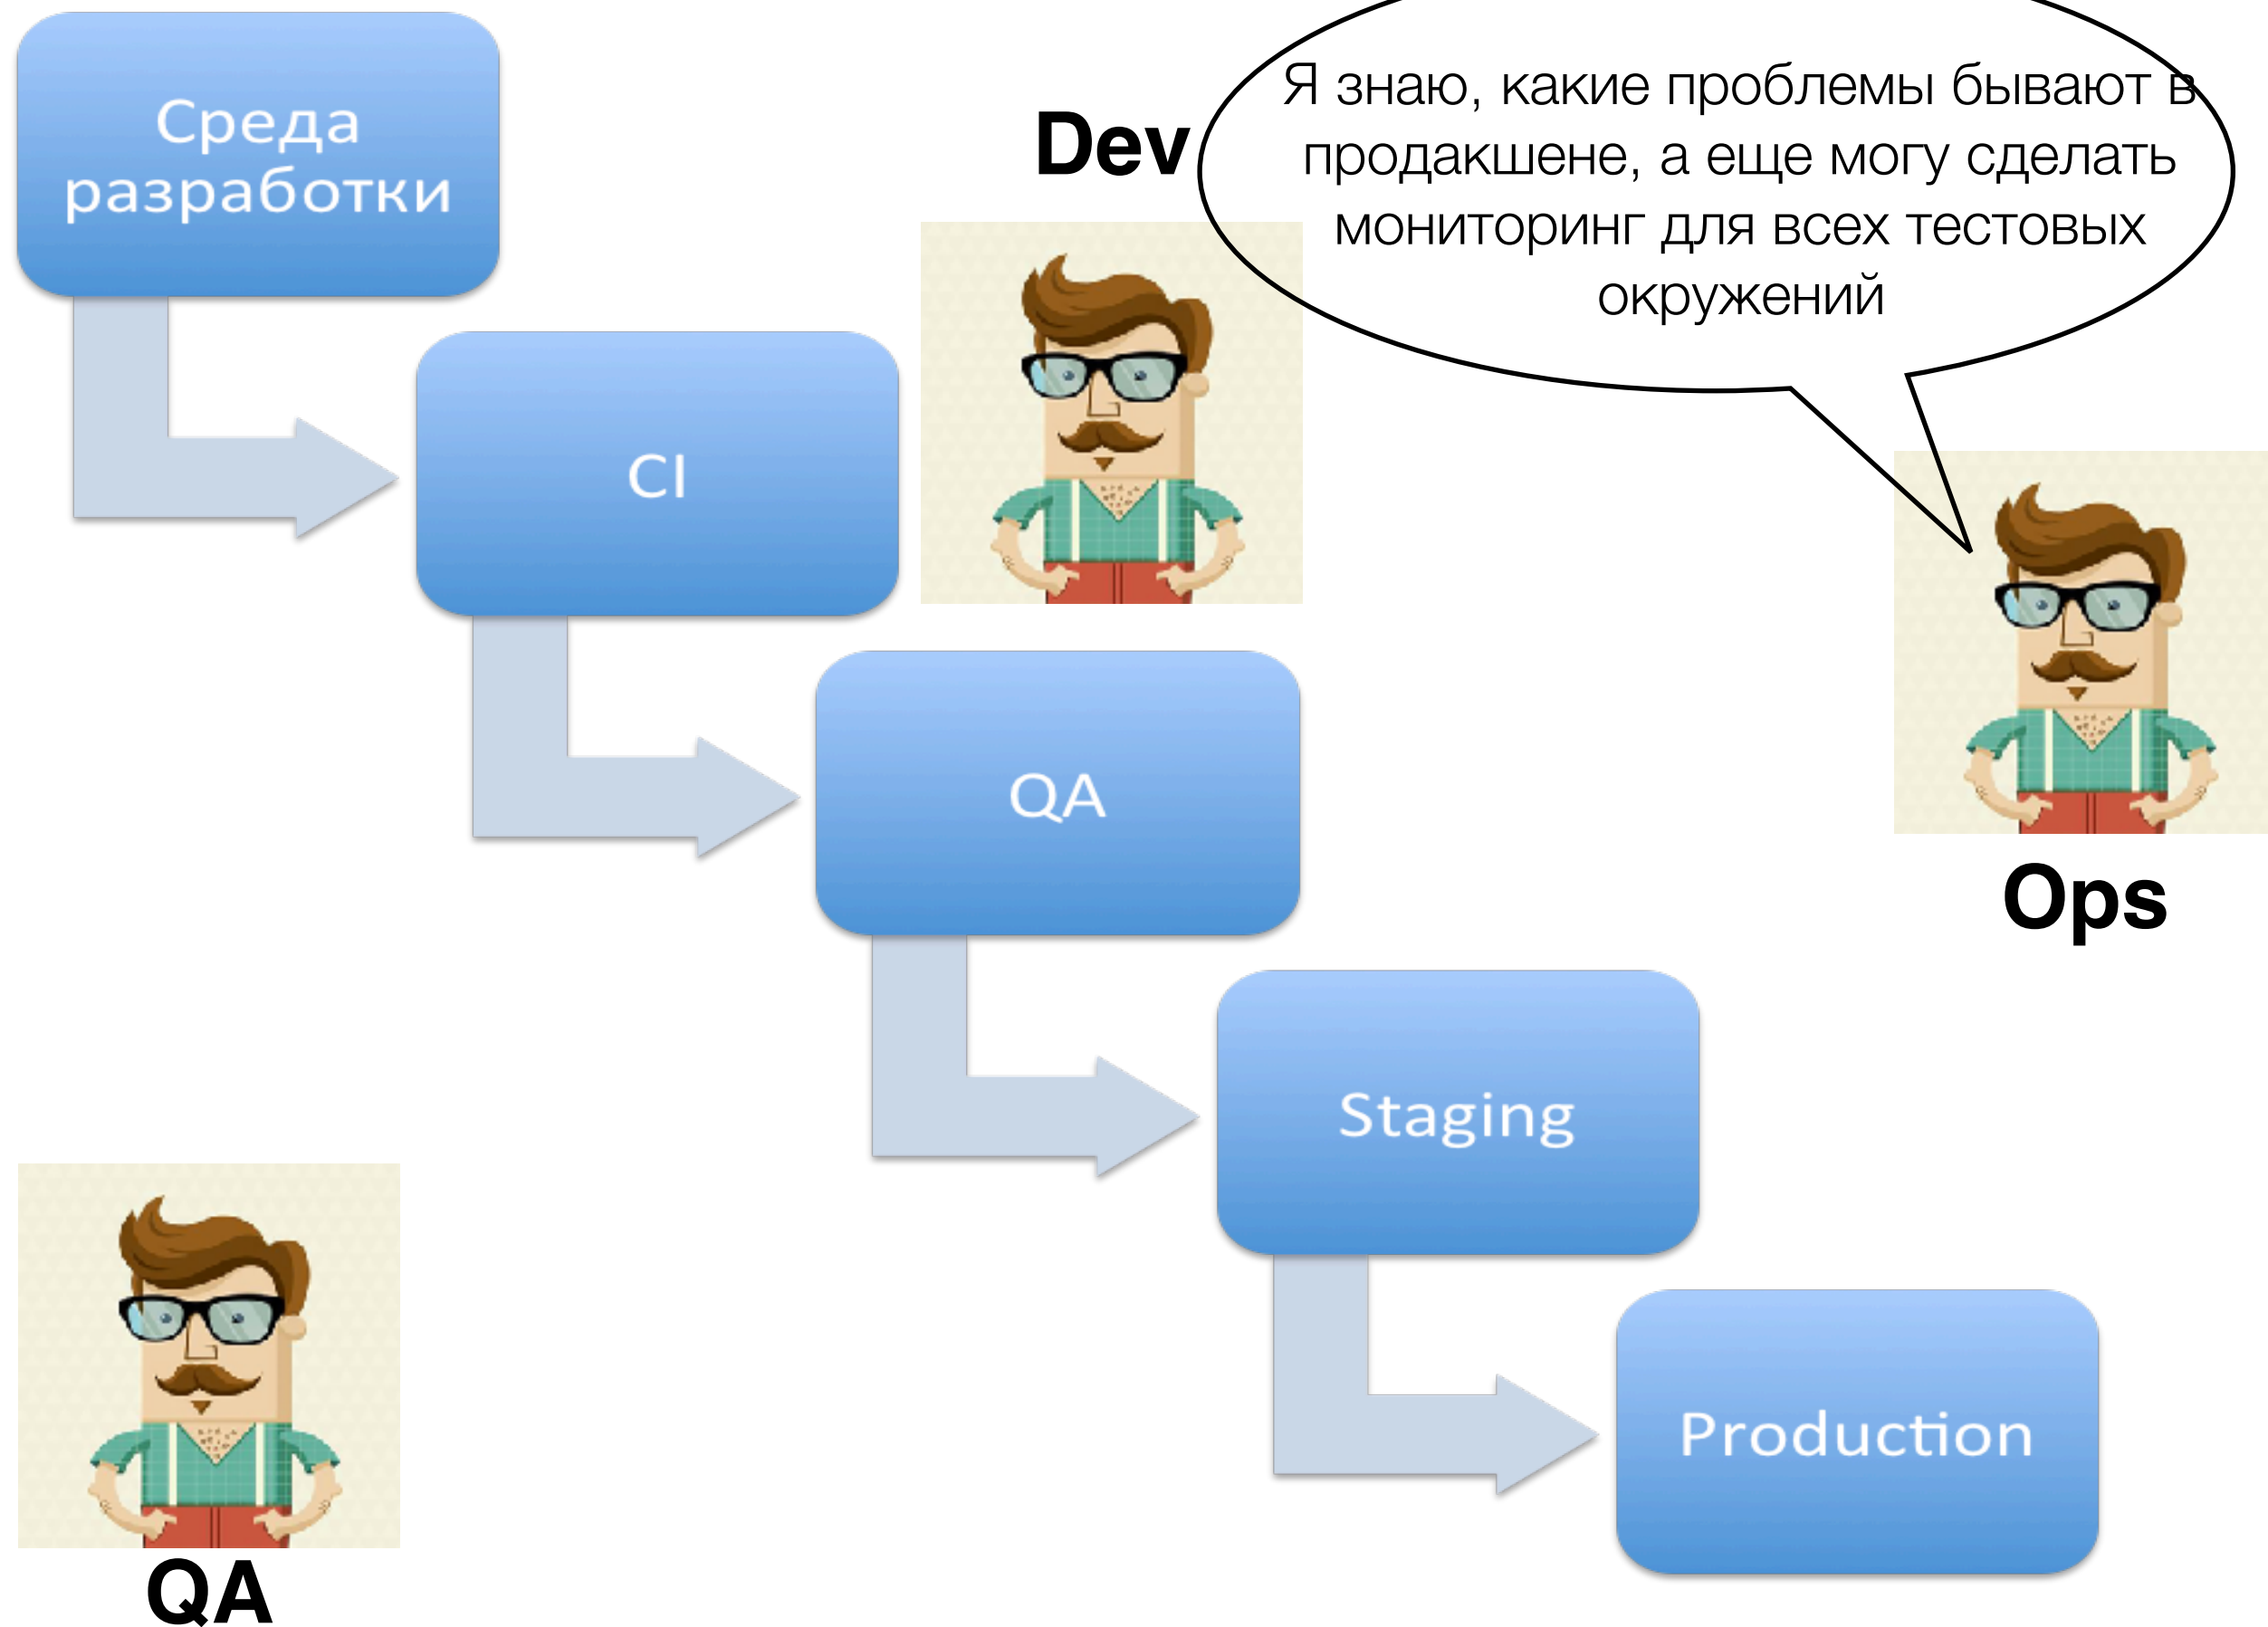 Среда
разработки
Dev
Я знаю, какие проблемы бывают в
продакшене, а еще могу сделать
мониторинг для всех тестовых
окружений
CI
QA
Ops
Staging
Production
QA